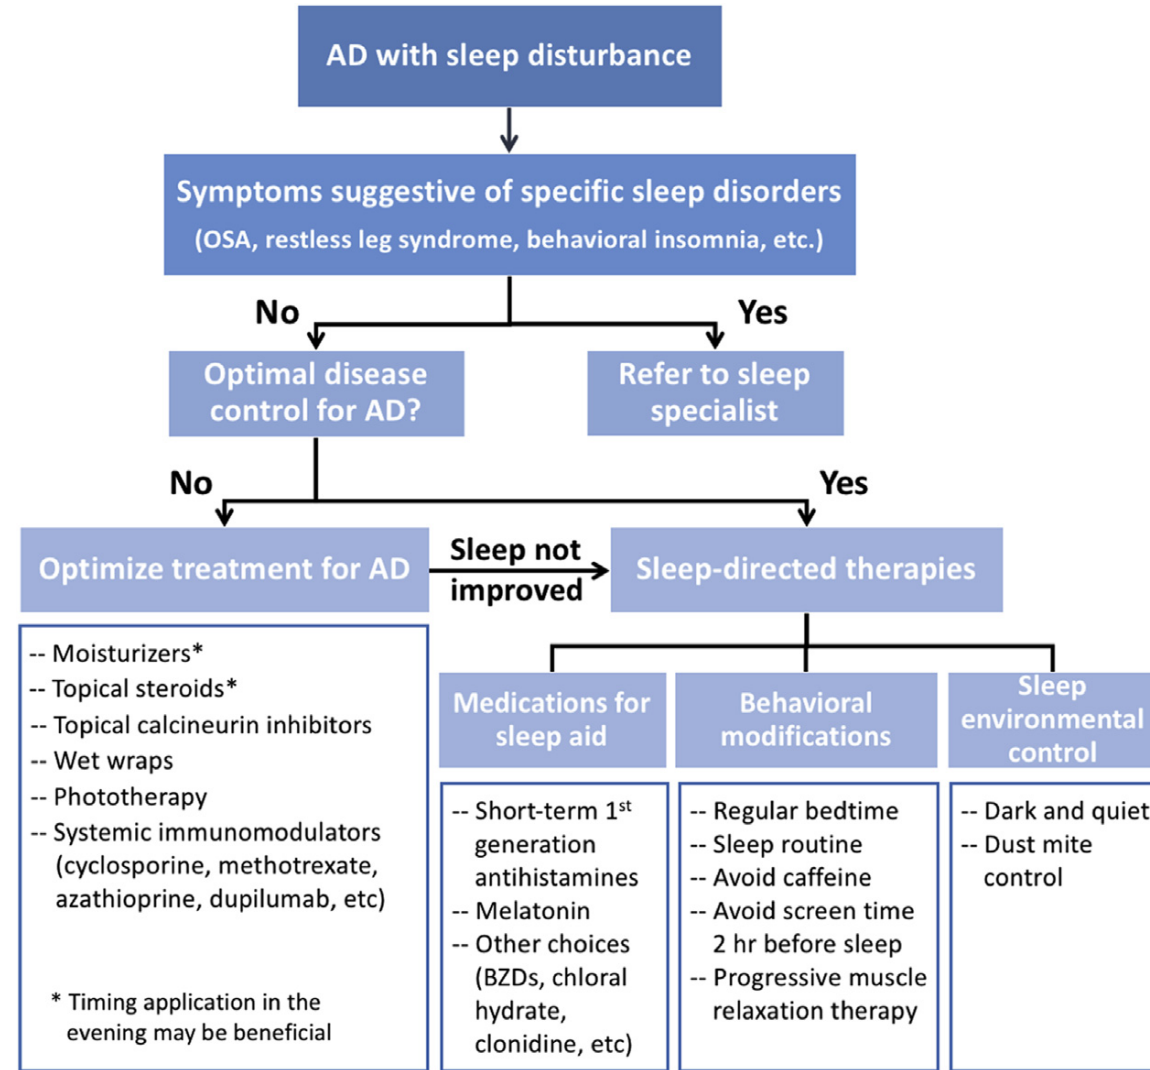 AD with sleep disturbance
Symptoms suggestive of specific sleep disorders
(OSA, restless leg syndrome, behavioral insomnia, etc.)
No
Yes
Optimal disease
control for AD?
Refer to sleep
specialist
No
Yes
Optimize treatment for AD
Sleep not
improved
Sleep-directed therapies
-- Moisturizers*
-- Topical steroids*
-- Topical calcineurin inhibitors
-- Wet wraps
-- Phototherapy
-- Systemic immunomodulators
(cyclosporine, methotrexate,
azathioprine, dupilumab, etc)
* Timing application in the
evening may be beneficial
Medications for
sleep aid
-- Short-term 1st
generation
antihistamines
-- Melatonin
-- Other choices
(BZDs, chloral
hydrate,
clonidine, etc)
Behavioral
modifications
-- Regular bedtime
-- Sleep routine
-- Avoid caffeine
-- Avoid screen time
2 hr before sleep
-- Progressive muscle
relaxation therapy
Sleep
environmental
control
-- Dark and quiet
-- Dust mite
control